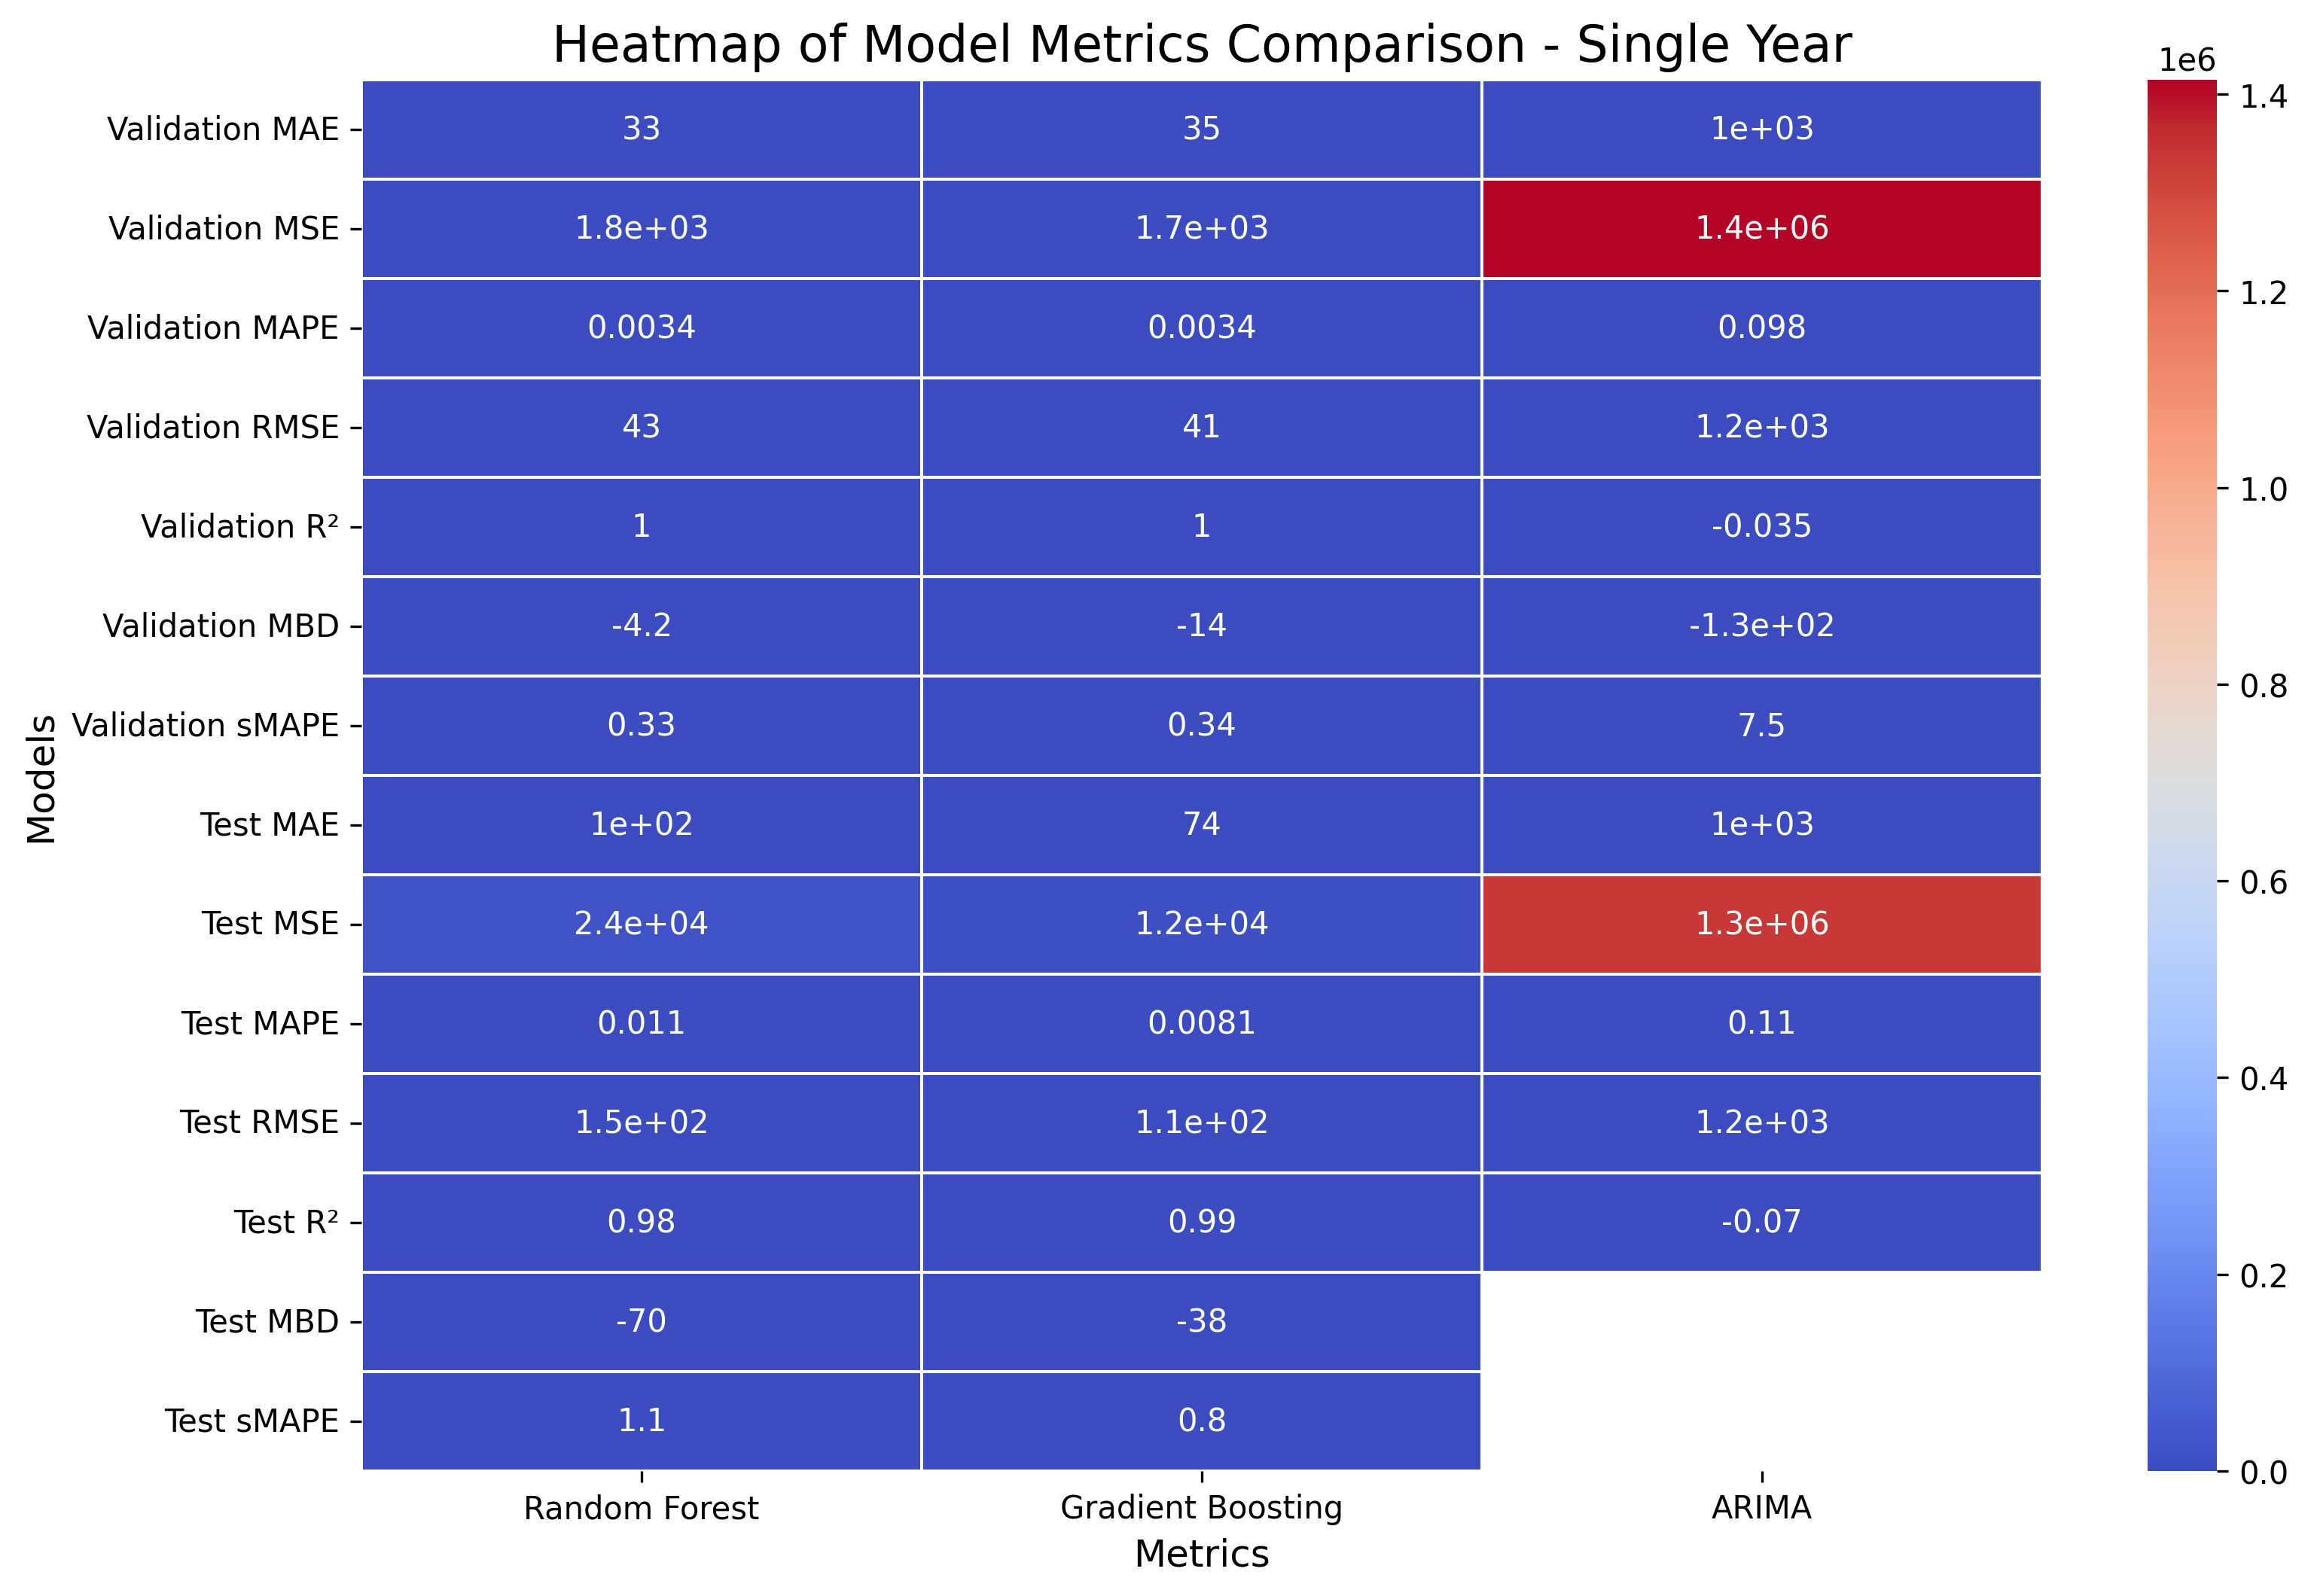 Heatmap of Model Metrics Comparison - Single Year
1e6
Validation MAE 33 35 1e+03
Validation MSE 1.8e+03 1.7e+03 1.4e+06
Validation MAPE 0.0034 0.0034 0.098
Validation RMSE 43 41 1.2e+03
Validation R² 1 1 -0.035
Validation MBD -4.2 -14 -1.3e+02
Validation sMAPE 0.33 0.34 7.5
Test MAE 1e+02 74 1e+03
Test MSE 2.4e+04 1.2e+04 1.3e+06
Test MAPE 0.011 0.0081 0.11
Test RMSE 1.5e+02 1.1e+02 1.2e+03
Test R² 0.98 0.99 -0.07
Test MBD -70 -38
Test sMAPE 1.1 0.8
Models
Random Forest Gradient Boosting ARIMA
Metrics
1.4
1.2
1.0
0.8
0.6
0.4
0.2
0.0